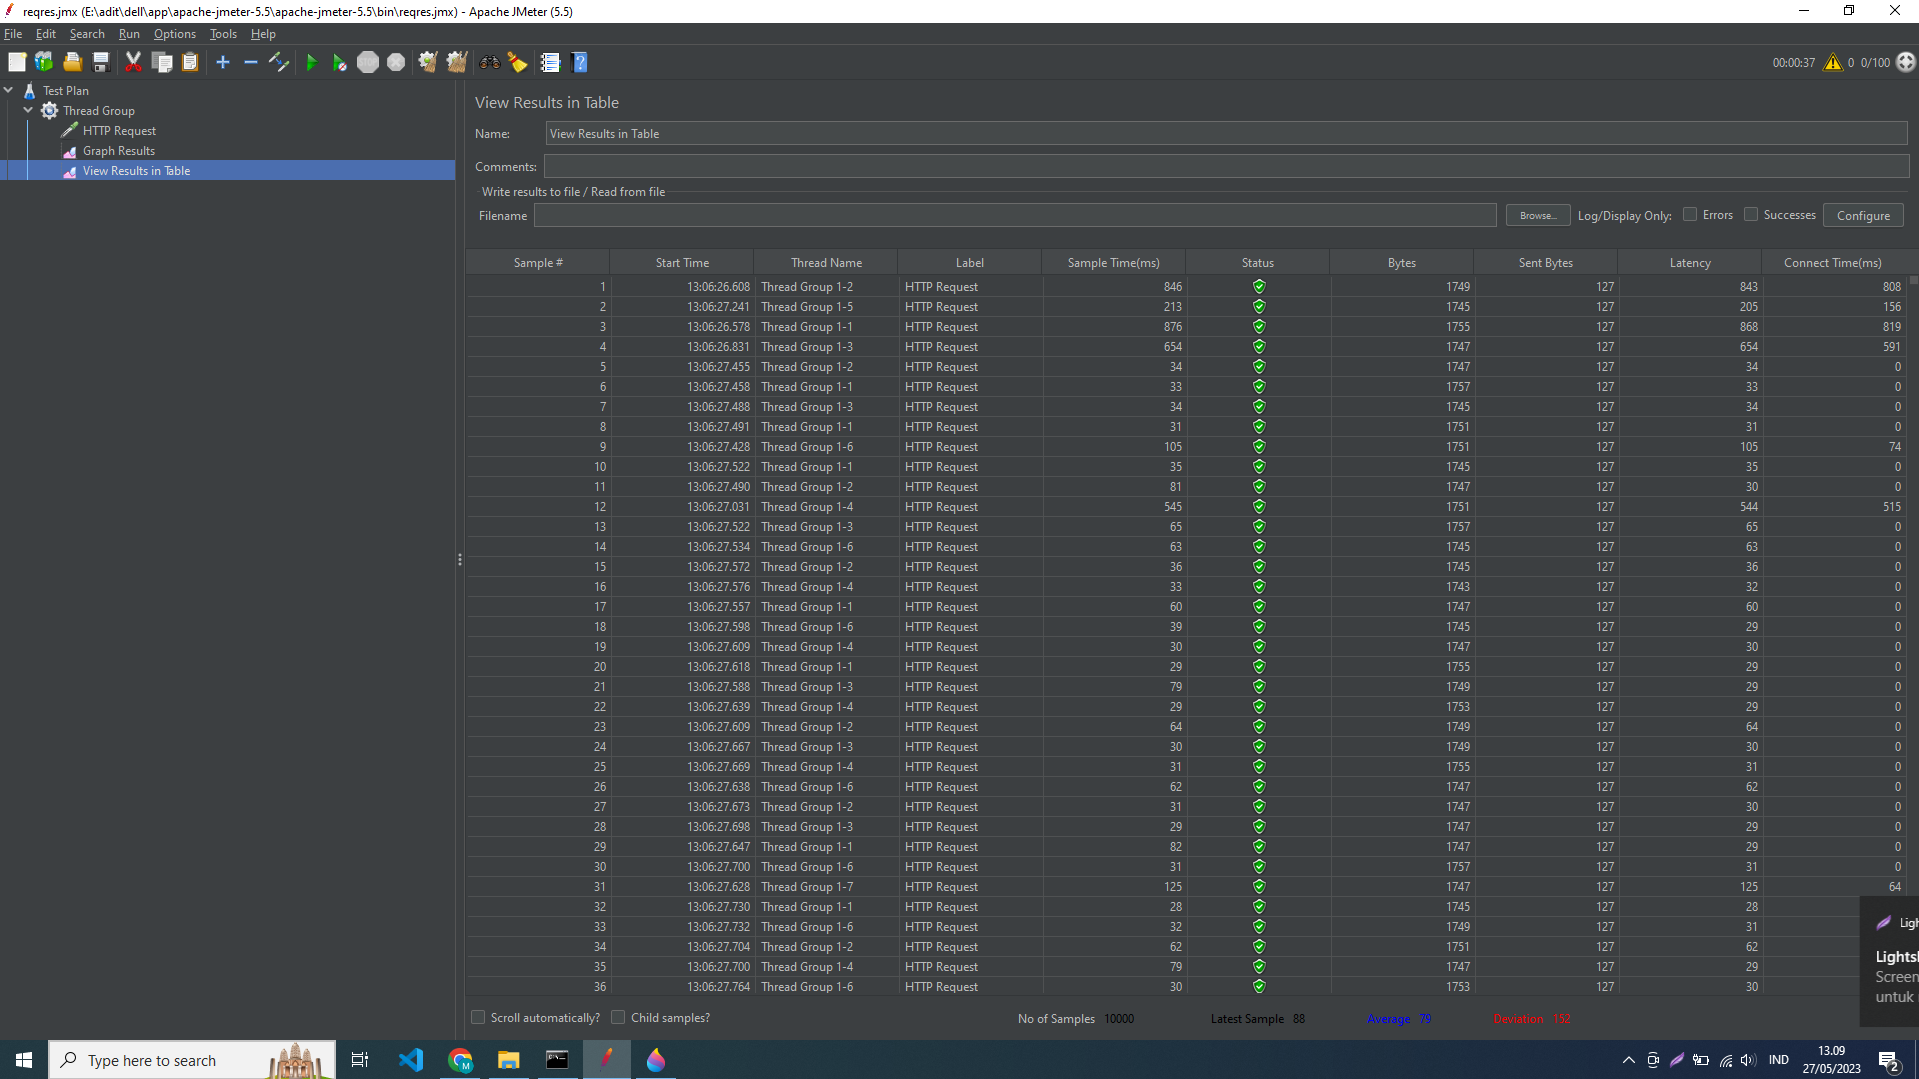 reqres.jmx (E:\adit\dell\app\apache-jmeter-5.5\apache-jmeter-5.5\bin\reqres.jmx) - Apache JMeter (5.5)
File Edit Search Run Options Tools Help
00:00:37 0 0/100
Test Plan
Thread Group
HTTP Request
Graph Results
View Results in Table
View Results in Table
Name: View Results in Table
Comments:
Write results to file / Read from file
Filename Browse... Log/Display Only: Errors Successes Configure
Sample # Start Time Thread Name Label Sample Time(ms) Status Bytes Sent Bytes Latency Connect Time(ms)
1 13:06:26.608 Thread Group 1-2 HTTP Request 846 1749 127 843 808
2 13:06:27.241 Thread Group 1-5 HTTP Request 213 1745 127 205 156
3 13:06:26.578 Thread Group 1-1 HTTP Request 876 1755 127 868 819
4 13:06:26.831 Thread Group 1-3 HTTP Request 654 1747 127 654 591
5 13:06:27.455 Thread Group 1-2 HTTP Request 34 1747 127 34 0
6 13:06:27.458 Thread Group 1-1 HTTP Request 33 1757 127 33 0
7 13:06:27.488 Thread Group 1-3 HTTP Request 34 1745 127 34 0
8 13:06:27.491 Thread Group 1-1 HTTP Request 31 1751 127 31 0
9 13:06:27.428 Thread Group 1-6 HTTP Request 105 1751 127 105 74
10 13:06:27.522 Thread Group 1-1 HTTP Request 35 1745 127 35 0
11 13:06:27.490 Thread Group 1-2 HTTP Request 81 1747 127 30 0
12 13:06:27.031 Thread Group 1-4 HTTP Request 545 1751 127 544 515
13 13:06:27.522 Thread Group 1-3 HTTP Request 65 1757 127 65 0
14 13:06:27.534 Thread Group 1-6 HTTP Request 63 1745 127 63 0
15 13:06:27.572 Thread Group 1-2 HTTP Request 36 1745 127 36 0
16 13:06:27.576 Thread Group 1-4 HTTP Request 33 1743 127 32 0
17 13:06:27.557 Thread Group 1-1 HTTP Request 60 1747 127 60 0
18 13:06:27.598 Thread Group 1-6 HTTP Request 39 1745 127 29 0
19 13:06:27.609 Thread Group 1-4 HTTP Request 30 1747 127 30 0
20 13:06:27.618 Thread Group 1-1 HTTP Request 29 1755 127 29 0
21 13:06:27.588 Thread Group 1-3 HTTP Request 79 1749 127 29 0
22 13:06:27.639 Thread Group 1-4 HTTP Request 29 1753 127 29 0
23 13:06:27.609 Thread Group 1-2 HTTP Request 64 1749 127 64 0
24 13:06:27.667 Thread Group 1-3 HTTP Request 30 1749 127 30 0
25 13:06:27.669 Thread Group 1-4 HTTP Request 31 1755 127 31 0
26 13:06:27.638 Thread Group 1-6 HTTP Request 62 1747 127 62 0
27 13:06:27.673 Thread Group 1-2 HTTP Request 31 1747 127 30 0
28 13:06:27.698 Thread Group 1-3 HTTP Request 29 1747 127 29 0
29 13:06:27.647 Thread Group 1-1 HTTP Request 82 1747 127 29 0
30 13:06:27.700 Thread Group 1-6 HTTP Request 31 1757 127 31 0
31 13:06:27.628 Thread Group 1-7 HTTP Request 125 1747 127 125 64
32 13:06:27.730 Thread Group 1-1 HTTP Request 28 1745 127 28
33 13:06:27.732 Thread Group 1-6 HTTP Request 32 1749 127 31
34 13:06:27.704 Thread Group 1-2 HTTP Request 62 1751 127 62
35 13:06:27.700 Thread Group 1-4 HTTP Request 79 1747 127 29
36 13:06:27.764 Thread Group 1-6 HTTP Request 30 1753 127 30
Ligh
Lightsl
Screen
untuk
Scroll automatically? Child samples? No of Samples 10000 Latest Sample 88 Average 79 Deviation 152
Type here to search
IND
13.09
27/05/2023
2